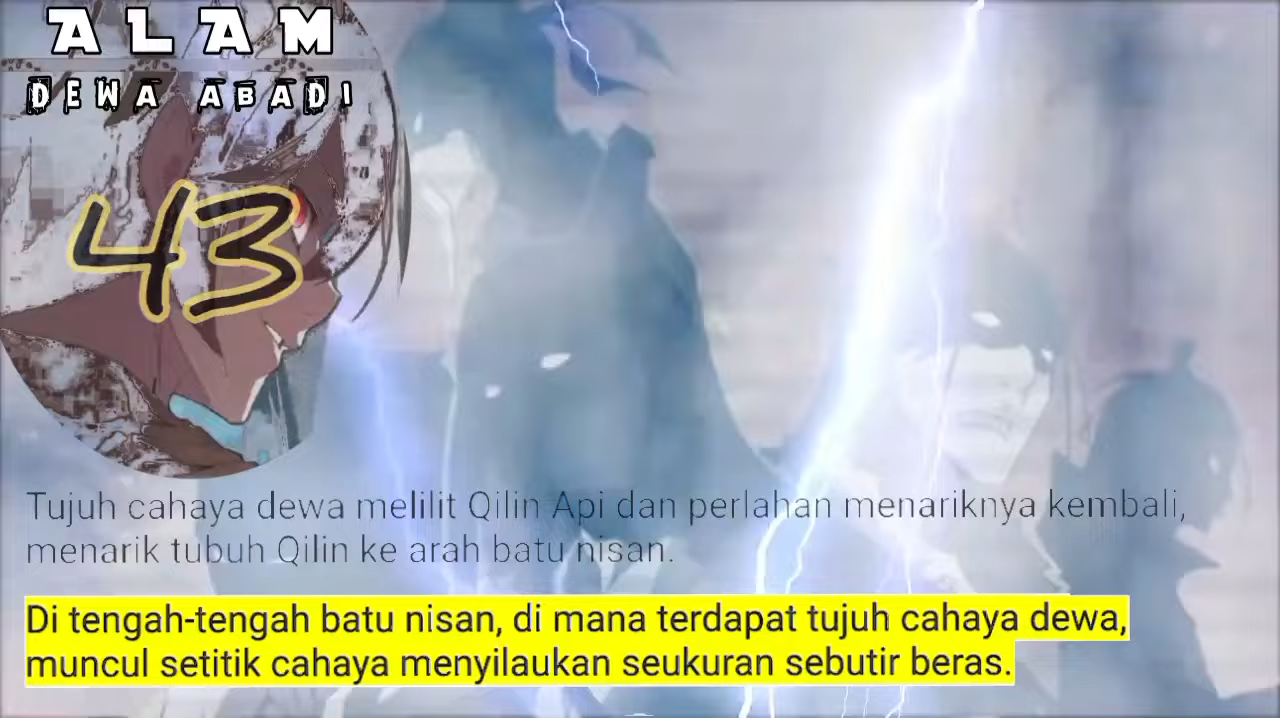 ALAM
DEWA ABADI
43
Tujuh cahaya dewa melilit Qilin Api dan perlahan menariknya kembali,
menarik tubuh Qilin ke arah batu nisan.
Di tengah-tengah batu nisan, di mana terdapat tujuh cahaya dewa,
muncul setitik cahaya menyilaukan seukuran sebutir beras.